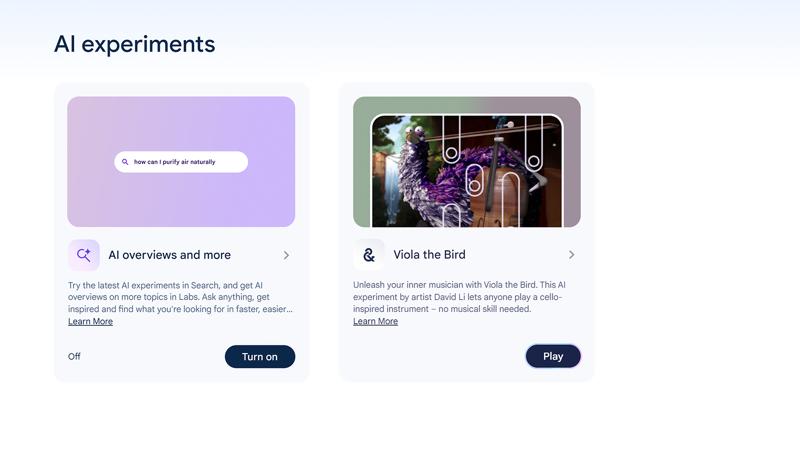 AI experiments
how can I purify air naturally
AI overviews and more
Try the latest AI experiments in Search, and get AI
overviews on more topics in Labs. Ask anything, get
inspired and find what you're looking for in faster, easier...
Learn More
Off
Turn on
&
Viola the Bird
Unleash your inner musician with Viola the Bird. This AI
experiment by artist David Li lets anyone play a cello-
inspired instrument – no musical skill needed.
Learn More
Play